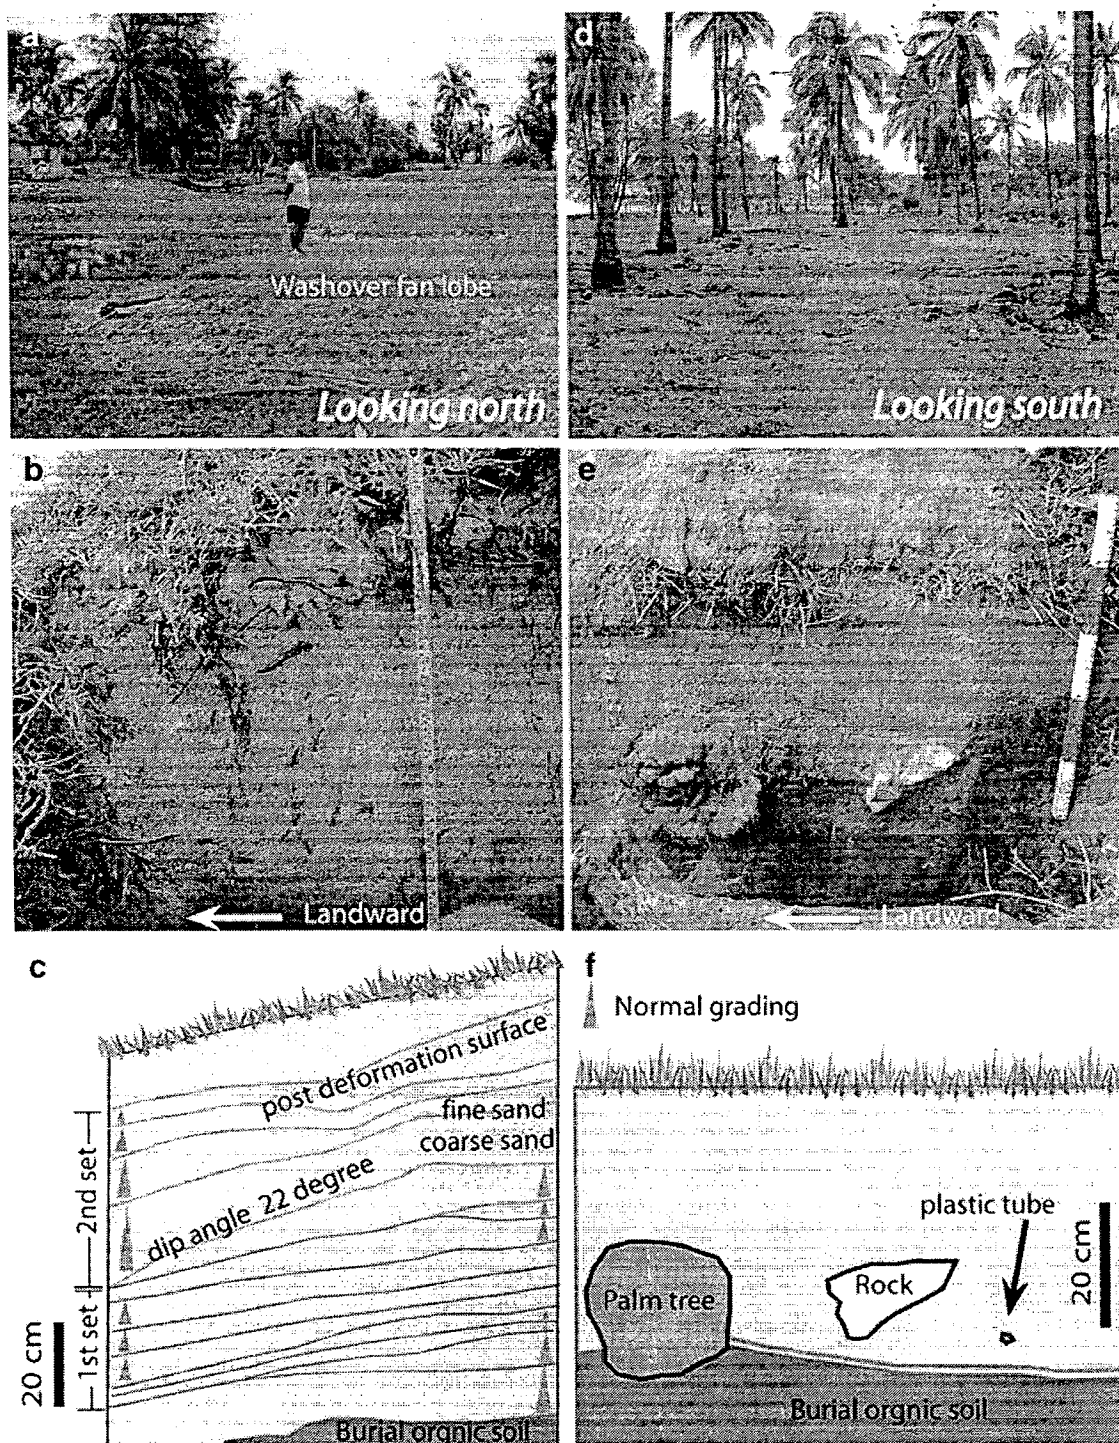 a
Washover fan lobe
Looking north
d
Looking south
b
Landward
e
Landward
c
post deformation surface
fine sand
coarse sand
dip angle 22 degree
2nd set
1st set
20 cm
Burial orgnic soil
f
Normal grading
plastic tube
Rock
Palm tree
20 cm
Burial orgnic soil